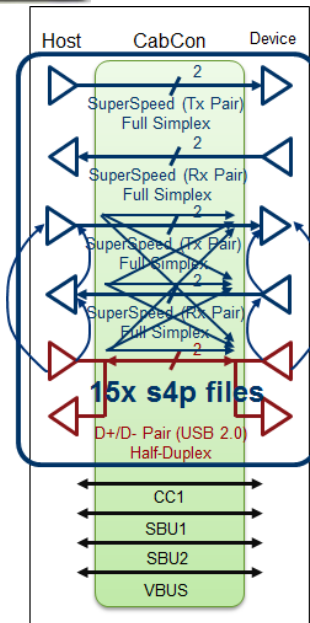 Host CabCon Device
2
SuperSpeed (Tx Pair)
Full Simplex
2
SuperSpeed (Rx Pair)
Full Simplex
2
SuperSpeed (Tx Pair)
Full Simplex
2
SuperSpeed (Rx Pair)
Full Simplex
2
15x s4p files
D+/D- Pair (USB 2.0)
Half-Duplex
CC1
SBU1
SBU2
VBUS